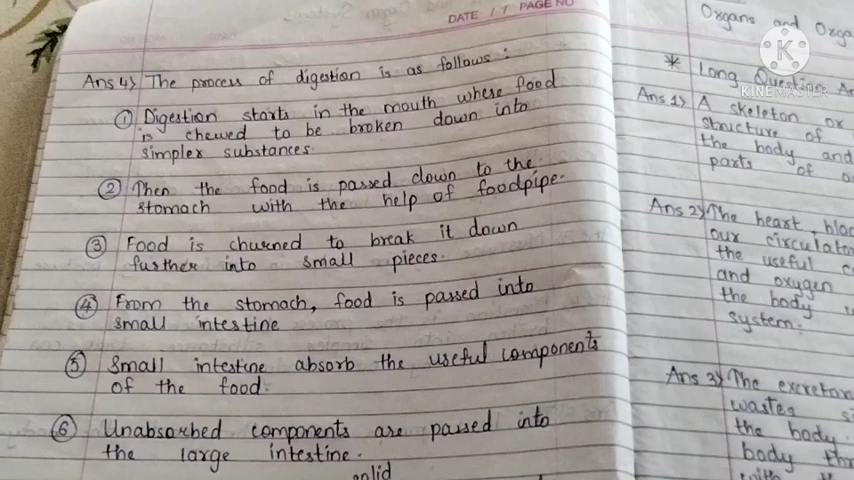 DATE / / PAGE NO
Ans 4) The process of digestion is as follows:
① Digestion starts in the mouth where food
is chewed to be broken down into
simpler substances.
② Then the food is passed down to the
stomach with the help of foodpipe.
③ Food is churned to break it down
further into small pieces.
④ From the stomach, food is passed into
small intestine
⑤ Small intestine absorb the useful components
of the food.
⑥ Unabsorbed components are passed into
the large intestine.
solid
Organs and Orga
* Long Question An
Ans 1) A skeleton or
structure of
the body and
parts of
Ans 2) The heart, bloo
our circulator
the useful c
and oxygen
the body
system.
Ans 3) The excretor
wastes
the body.
body thr
with
KINEMASTER